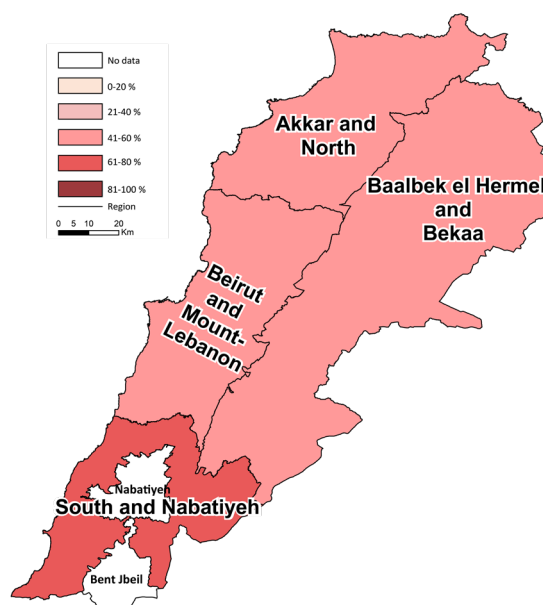 No data
0-20 %
21-40 %
41-60 %
61-80 %
81-100 %
Region
0 5 10 20
Km
Akkar and
North
Baalbek el Hermel
and
Bekaa
Beirut
and
Mount-
Lebanon
Nabatiyeh
South and Nabatiyeh
Bent Jbeil